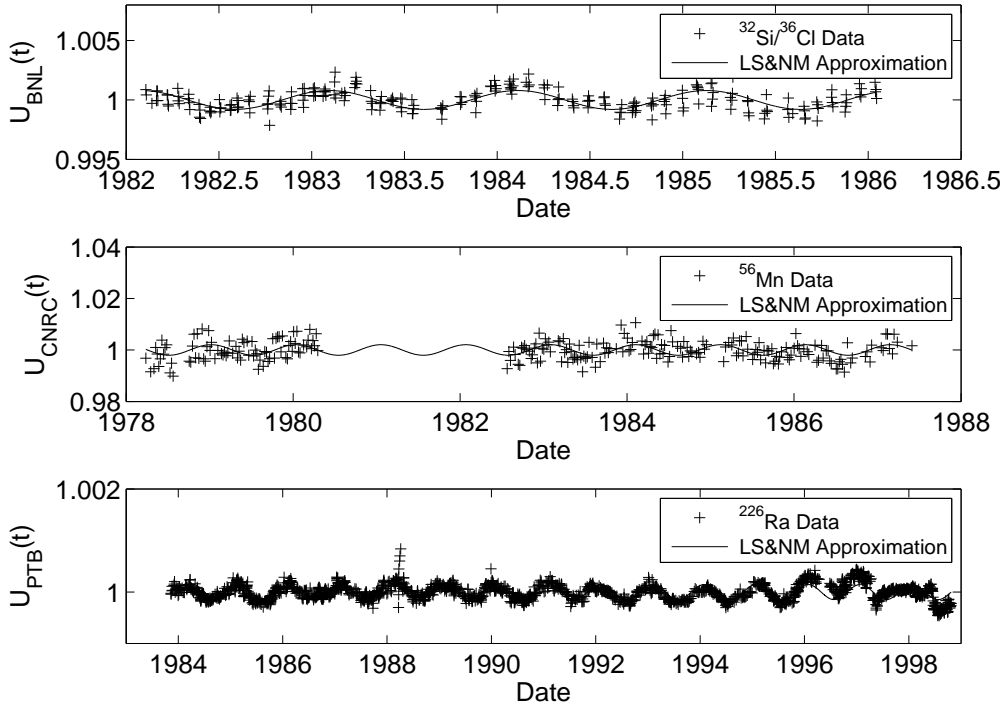 1.005
1
0.995
U_BNL(t)
^32Si/^36Cl Data
LS&NM Approximation
1982 1982.5 1983 1983.5 1984 1984.5 1985 1985.5 1986 1986.5
Date
1.04
1.02
1
0.98
U_CNRC(t)
^56Mn Data
LS&NM Approximation
1978 1980 1982 1984 1986 1988
Date
1.002
1
U_PTB(t)
^226Ra Data
LS&NM Approximation
1984 1986 1988 1990 1992 1994 1996 1998
Date